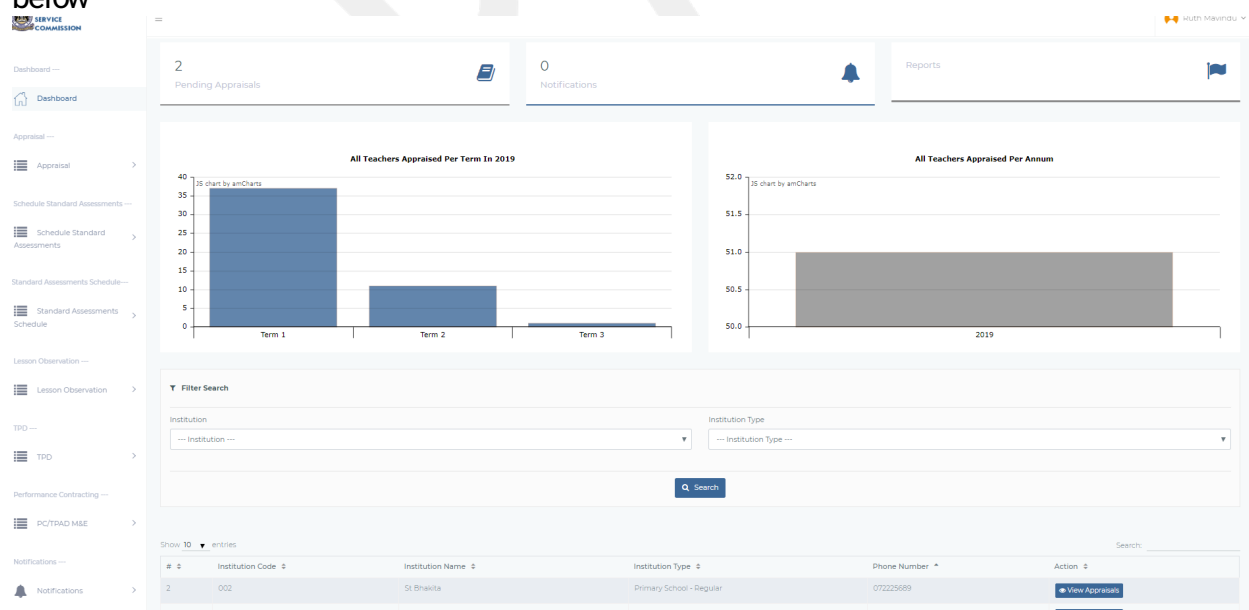 below
SERVICE
COMMISSION
Ruth Mavindu
Dashboard ---
Dashboard
Appraisal ---
Appraisal
Schedule Standard Assessments ---
Schedule Standard
Assessments
Standard Assessments Schedule---
Standard Assessments
Schedule
Lesson Observation ---
Lesson Observation
TPD ---
TPD
Performance Contracting ---
PC/TPAD M&E
Notifications ---
Notifications
2
Pending Appraisals
0
Notifications
Reports
All Teachers Appraised Per Term In 2019
JS chart by amCharts
40
35
30
25
20
15
10
5
0
Term 1 Term 2 Term 3
All Teachers Appraised Per Annum
JS chart by amCharts
52.0
51.5
51.0
50.5
50.0
2019
Filter Search
Institution
--- Institution ---
Institution Type
--- Institution Type ---
Search
Show 10 entries
Search:
# Institution Code Institution Name Institution Type Phone Number Action
2 002 St.Bhakita Primary School - Regular 072225689 View Appraisals